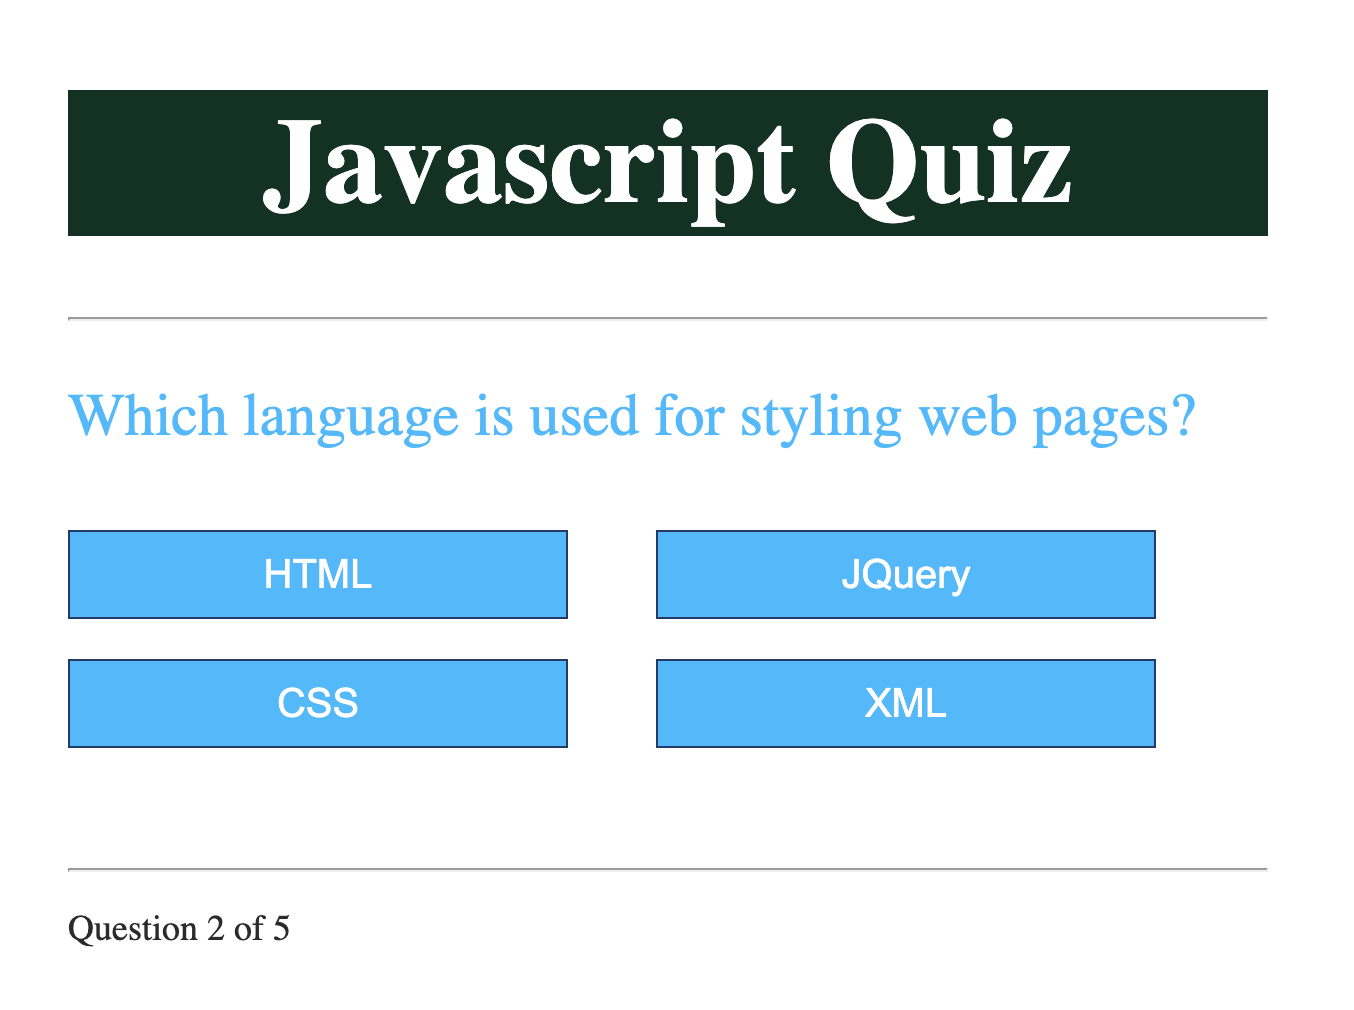 Javascript Quiz
Which language is used for styling web pages?
HTML
JQuery
CSS
XML
Question 2 of 5